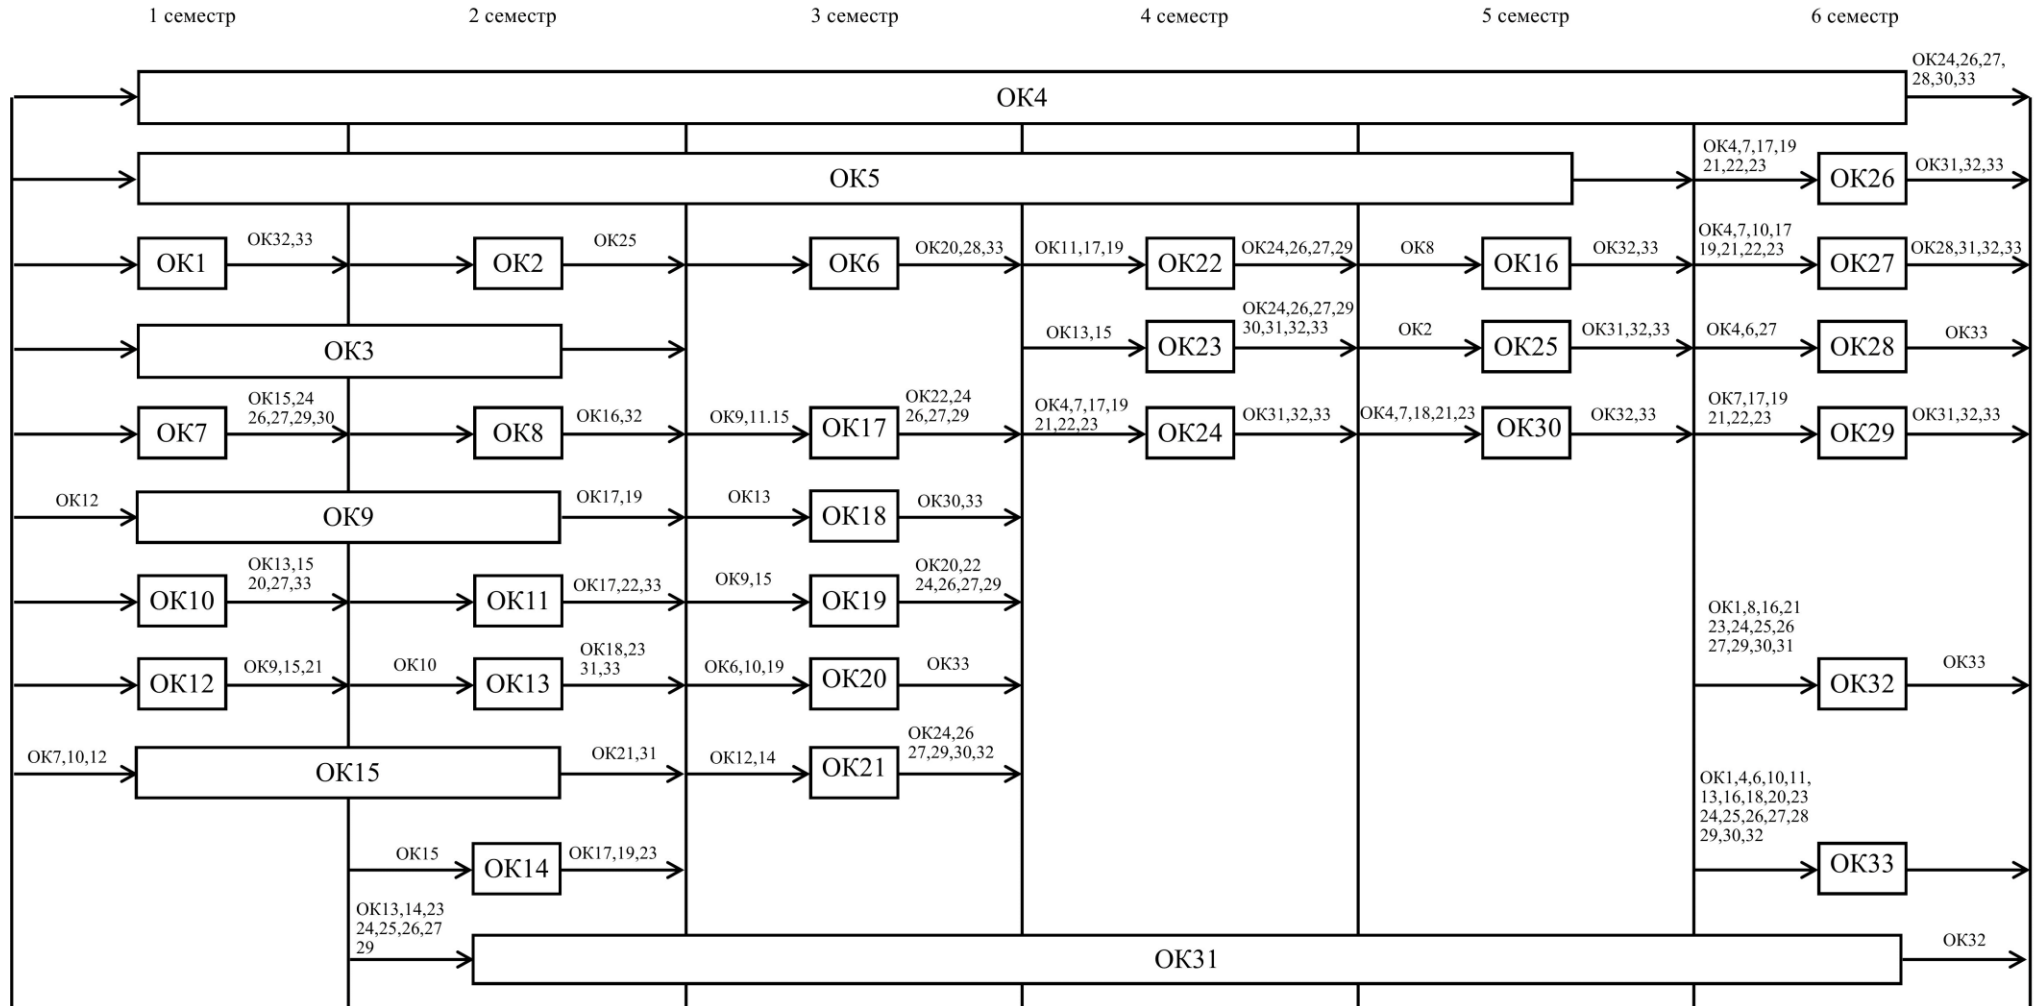 1 семестр
2 семестр
3 семестр
4 семестр
5 семестр
6 семестр
ОК24,26,27,
28,30,33
ОК4
ОК5
ОК4,7,17,19
21,22,23
ОК26
ОК31,32,33
ОК1
ОК32,33
ОК2
ОК25
ОК6
ОК20,28,33
ОК11,17,19
ОК22
ОК24,26,27,29
ОК8
ОК16
ОК32,33
ОК4,7,10,17
19,21,22,23
ОК27
ОК28,31,32,33
ОК3
ОК13,15
ОК23
ОК24,26,27,29
30,31,32,33
ОК2
ОК25
ОК31,32,33
ОК4,6,27
ОК28
ОК33
ОК7
ОК15,24
26,27,29,30
ОК8
ОК16,32
ОК9,11.15
ОК17
ОК22,24
26,27,29
ОК4,7,17,19
21,22,23
ОК24
ОК31,32,33
ОК4,7,18,21,23
ОК30
ОК32,33
ОК7,17,19
21,22,23
ОК29
ОК31,32,33
ОК12
ОК9
ОК17,19
ОК13
ОК18
ОК30,33
ОК10
ОК13,15
20,27,33
ОК11
ОК17,22,33
ОК9,15
ОК19
ОК20,22
24,26,27,29
ОК12
ОК9,15,21
ОК10
ОК13
ОК18,23
31,33
ОК6,10,19
ОК20
ОК33
ОК1,8,16,21
23,24,25,26
27,29,30,31
ОК32
ОК33
ОК7,10,12
ОК15
ОК21,31
ОК12,14
ОК21
ОК24,26
27,29,30,32
ОК15
ОК14
ОК17,19,23
ОК1,4,6,10,11,
13,16,18,20,23
24,25,26,27,28
29,30,32
ОК33
ОК13,14,23
24,25,26,27
29
ОК31
ОК32